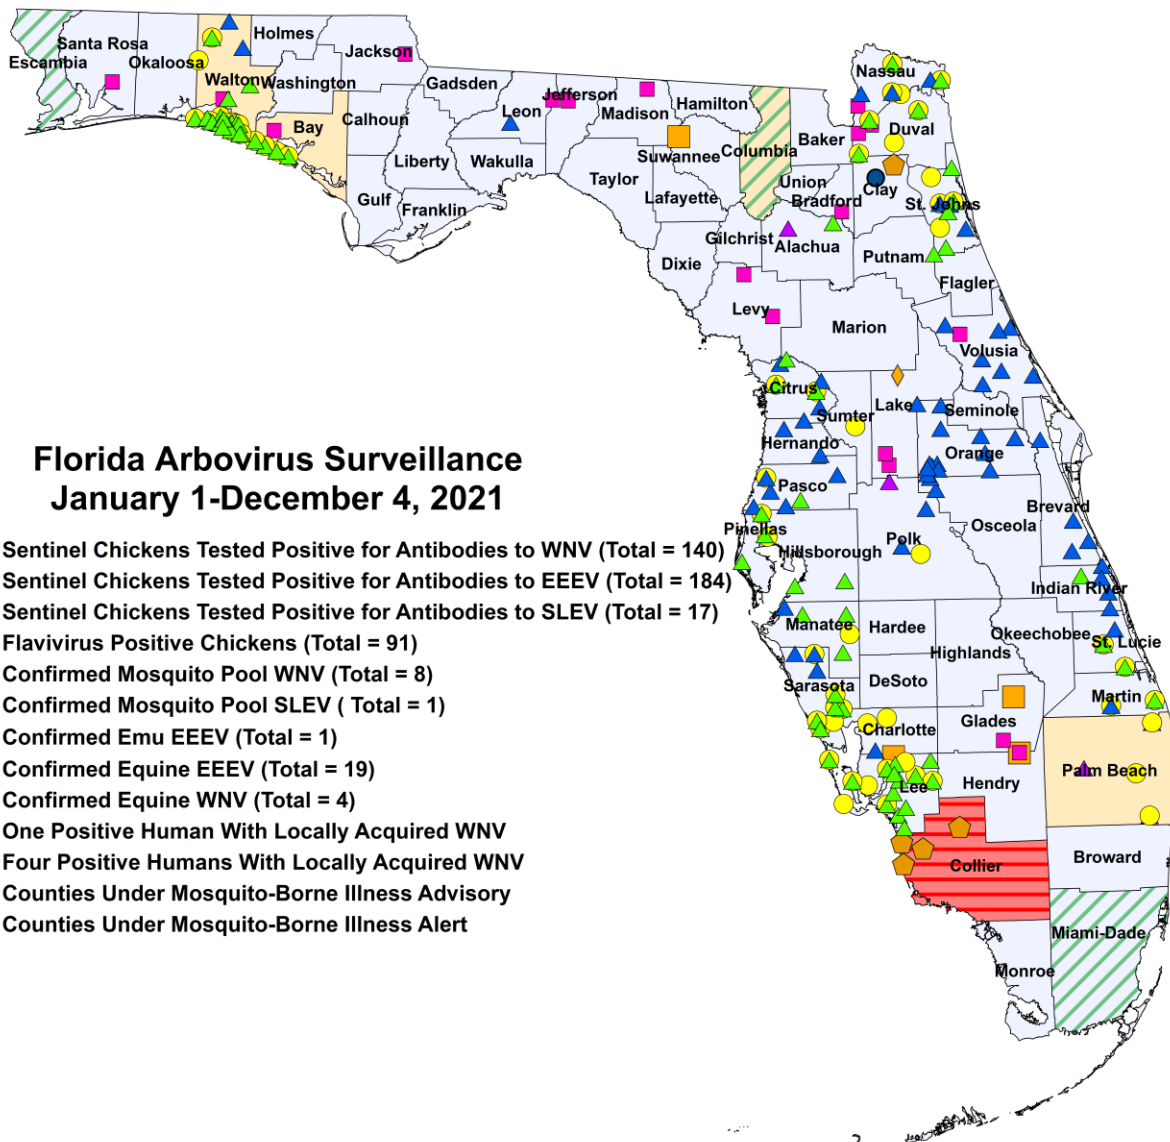 Holmes
Santa Rosa
Jackson
Escambia
Okaloosa
Walton
Washington
Gadsden
Nassau
Jefferson
Leon
Madison
Hamilton
Calhoun
Bay
Duval
Baker
Columbia
Suwannee
Liberty
Wakulla
Taylor
Union
Clay
Lafayette
Bradford
Gulf
Franklin
St. Johns
Gilchrist
Alachua
Putnam
Dixie
Flagler
Levy
Marion
Volusia
Citrus
Lake
Sumter
Seminole
Hernando
Orange
Florida Arbovirus Surveillance
January 1-December 4, 2021
Pasco
Brevard
Osceola
Pinellas
Polk
Hillsborough
Sentinel Chickens Tested Positive for Antibodies to WNV (Total = 140)
Sentinel Chickens Tested Positive for Antibodies to EEEV (Total = 184)
Sentinel Chickens Tested Positive for Antibodies to SLEV (Total = 17)
Flavivirus Positive Chickens (Total = 91)
Confirmed Mosquito Pool WNV (Total = 8)
Confirmed Mosquito Pool SLEV ( Total = 1)
Confirmed Emu EEEV (Total = 1)
Confirmed Equine EEEV (Total = 19)
Confirmed Equine WNV (Total = 4)
One Positive Human With Locally Acquired WNV
Four Positive Humans With Locally Acquired WNV
Counties Under Mosquito-Borne Illness Advisory
Counties Under Mosquito-Borne Illness Alert
Indian River
Manatee
Hardee
Okeechobee
St. Lucie
Highlands
DeSoto
Sarasota
Martin
Glades
Charlotte
Palm Beach
Lee
Hendry
Collier
Broward
Miami-Dade
Monroe